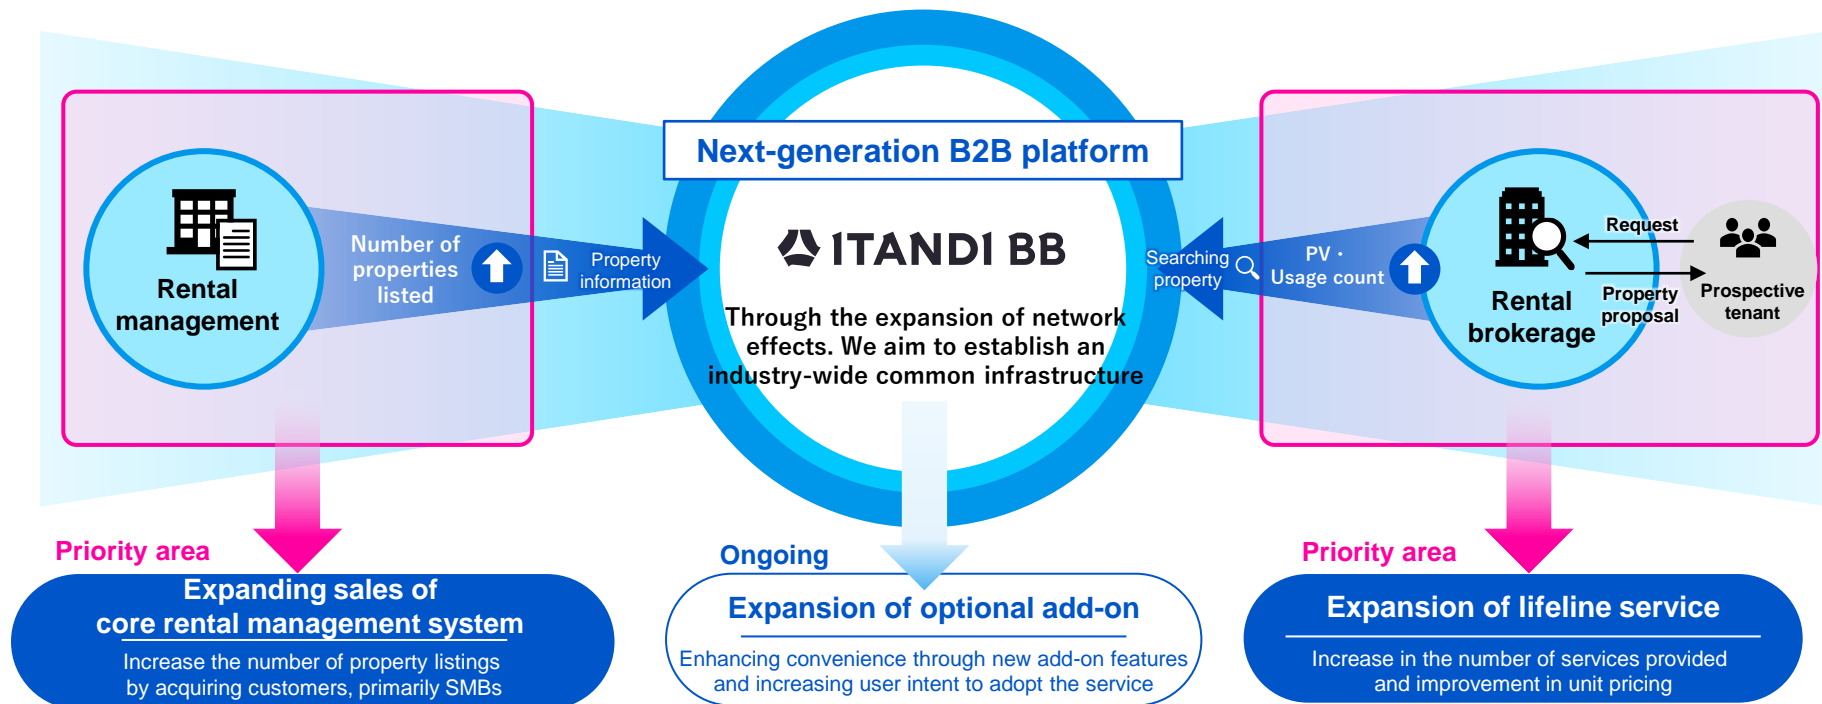 Next-generation B2B platform
ITANDI BB
Through the expansion of network
effects. We aim to establish an
industry-wide common infrastructure
Rental
management
Number of
properties
listed
Property
information
Searching
property
PV・
Usage count
Rental
brokerage
Request
Property
proposal
Prospective
tenant
Priority area
Expanding sales of
core rental management system
Increase the number of property listings
by acquiring customers, primarily SMBs
Ongoing
Expansion of optional add-on
Enhancing convenience through new add-on features
and increasing user intent to adopt the service
Priority area
Expansion of lifeline service
Increase in the number of services provided
and improvement in unit pricing